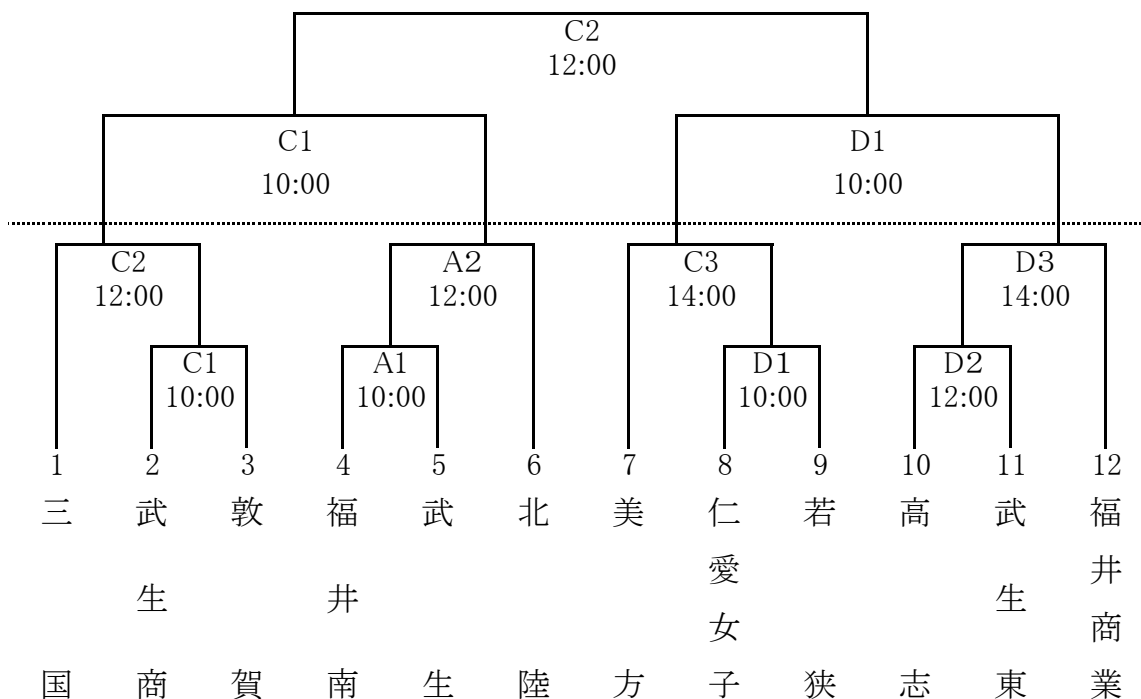 C2
12:00
C1
10:00
D1
10:00
C2
12:00
A2
12:00
C3
14:00
D3
14:00
C1
10:00
A1
10:00
D1
10:00
D2
12:00
1 三国
2 武生商
3 敦賀
4 福井南
5 武生
6 北陸
7 美方
8 仁愛女子
9 若狭
10 高志
11 武生東
12 福井商業